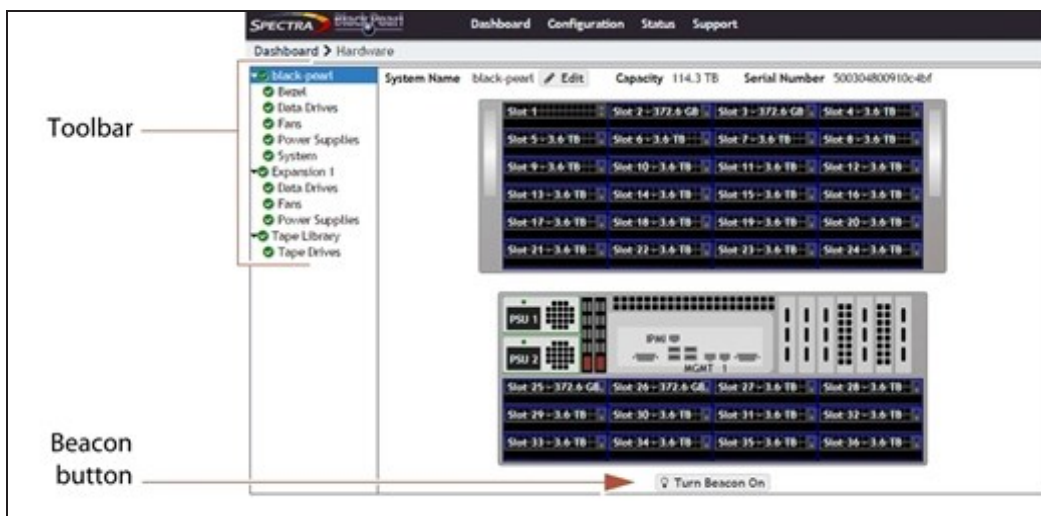 SPECTRA BlackPearl Dashboard Configuration Status Support
Dashboard > Hardware
Toolbar
black-pearl
Bezel
Data Drives
Fans
Power Supplies
System
Expansion 1
Data Drives
Fans
Power Supplies
Tape Library
Tape Drives
System Name black-pearl Edit Capacity 114.3 TB Serial Number 500304800910c4bf
Slot 1 Slot 2 - 372.6 GB Slot 3 - 372.6 GB Slot 4 - 3.6 TB
Slot 5 - 3.6 TB Slot 6 - 3.6 TB Slot 7 - 3.6 TB Slot 8 - 3.6 TB
Slot 9 - 3.6 TB Slot 10 - 3.6 TB Slot 11 - 3.6 TB Slot 12 - 3.6 TB
Slot 13 - 3.6 TB Slot 14 - 3.6 TB Slot 15 - 3.6 TB Slot 16 - 3.6 TB
Slot 17 - 3.6 TB Slot 18 - 3.6 TB Slot 19 - 3.6 TB Slot 20 - 3.6 TB
Slot 21 - 3.6 TB Slot 22 - 3.6 TB Slot 23 - 3.6 TB Slot 24 - 3.6 TB
PSU 1
PSU 2
IPMI
MGMT 1
Slot 25 - 372.6 GB Slot 26 - 372.6 GB Slot 27 - 3.6 TB Slot 28 - 3.6 TB
Slot 29 - 3.6 TB Slot 30 - 3.6 TB Slot 31 - 3.6 TB Slot 32 - 3.6 TB
Slot 33 - 3.6 TB Slot 34 - 3.6 TB Slot 35 - 3.6 TB Slot 36 - 3.6 TB
Beacon
button
Turn Beacon On